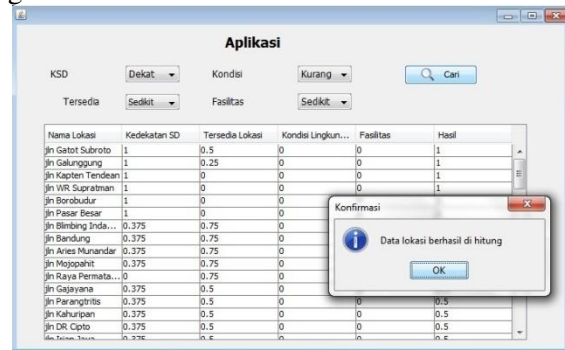 Aplikasi
KSD Dekat Kondisi Kurang Cari
Tersedia Sedikit Fasilitas Sedikit
Nama Lokasi Kedekatan SD Tersedia Lokasi Kondisi Lingkun... Fasilitas Hasil
jln Gatot Subroto 1 0.5 0 0 1
jln Galunggung 1 0.25 0 0 1
jln Kapten Tendean 1 0 0 0 1
jln WR Supratman 1 0 0 0 1
jln Borobudur 1 0 0
jln Pasar Besar 1 0 0
jln Blimbing Inda... 0.375 0.75 0
jln Bandung 0.375 0.75 0
jln Aries Munandar 0.375 0.75 0
jln Mojopahit 0.375 0.75 0
jln Raya Permata... 0 0.75 0
jln Gajayana 0.375 0.5 0
jln Parangtritis 0.375 0.5 0 0 0.5
jln Kahuripan 0.375 0.5 0 0 0.5
jln DR Cipto 0.375 0.5 0 0 0.5
Konfirmasi
Data lokasi berhasil di hitung
OK